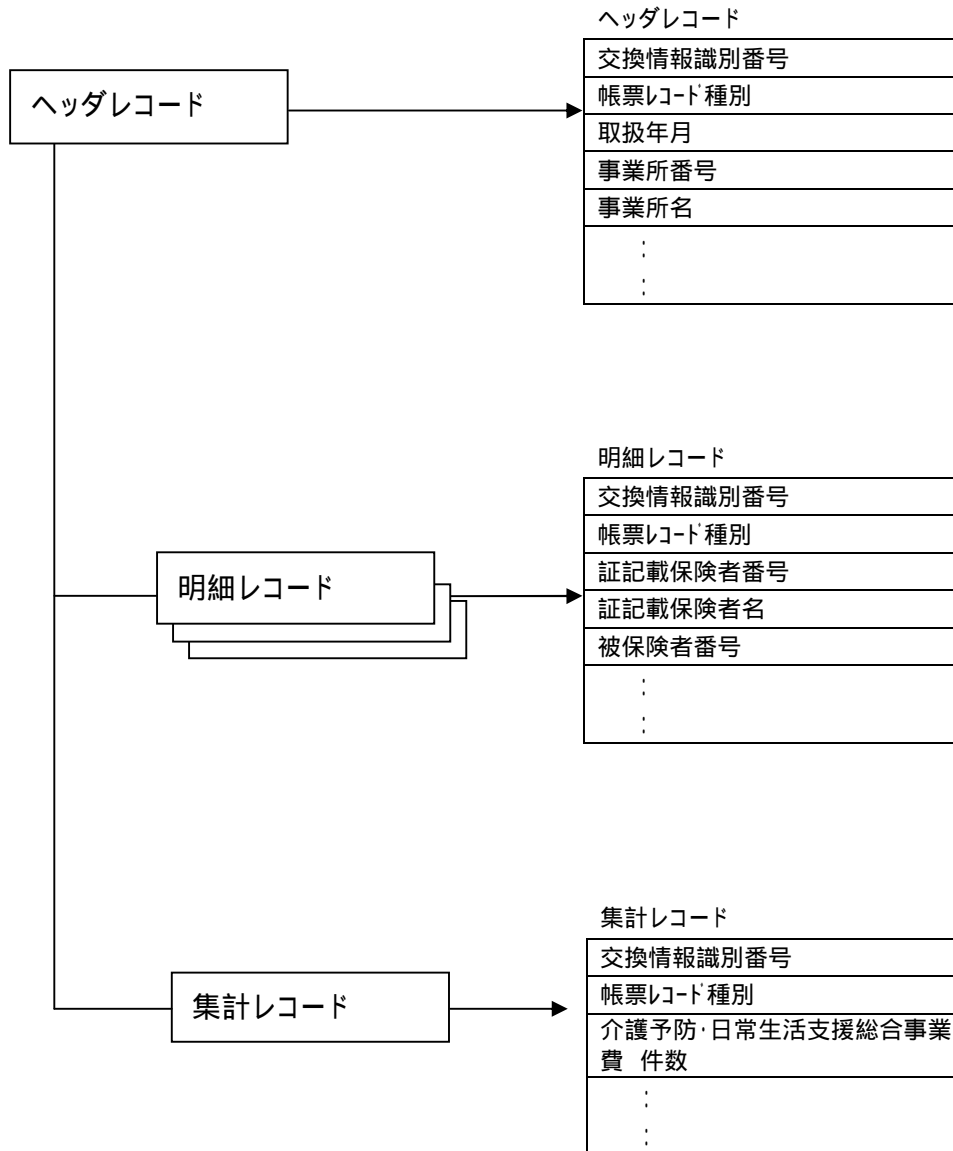 ヘッダレコード
ヘッダレコード
交換情報識別番号
帳票ﾚｺｰﾄﾞ種別
取扱年月
事業所番号
事業所名
:
:
明細レコード
明細レコード
交換情報識別番号
帳票ﾚｺｰﾄﾞ種別
証記載保険者番号
証記載保険者名
被保険者番号
:
:
集計レコード
集計レコード
交換情報識別番号
帳票ﾚｺｰﾄﾞ種別
介護予防･日常生活支援総合事業
費 件数
:
: